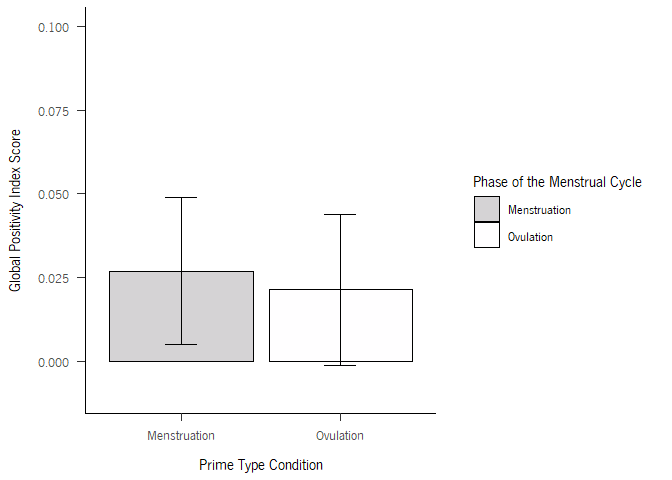 0.100
0.075
0.050
0.025
0.000
Global Positivity Index Score
Menstruation
Ovulation
Prime Type Condition
Phase of the Menstrual Cycle
Menstruation
Ovulation